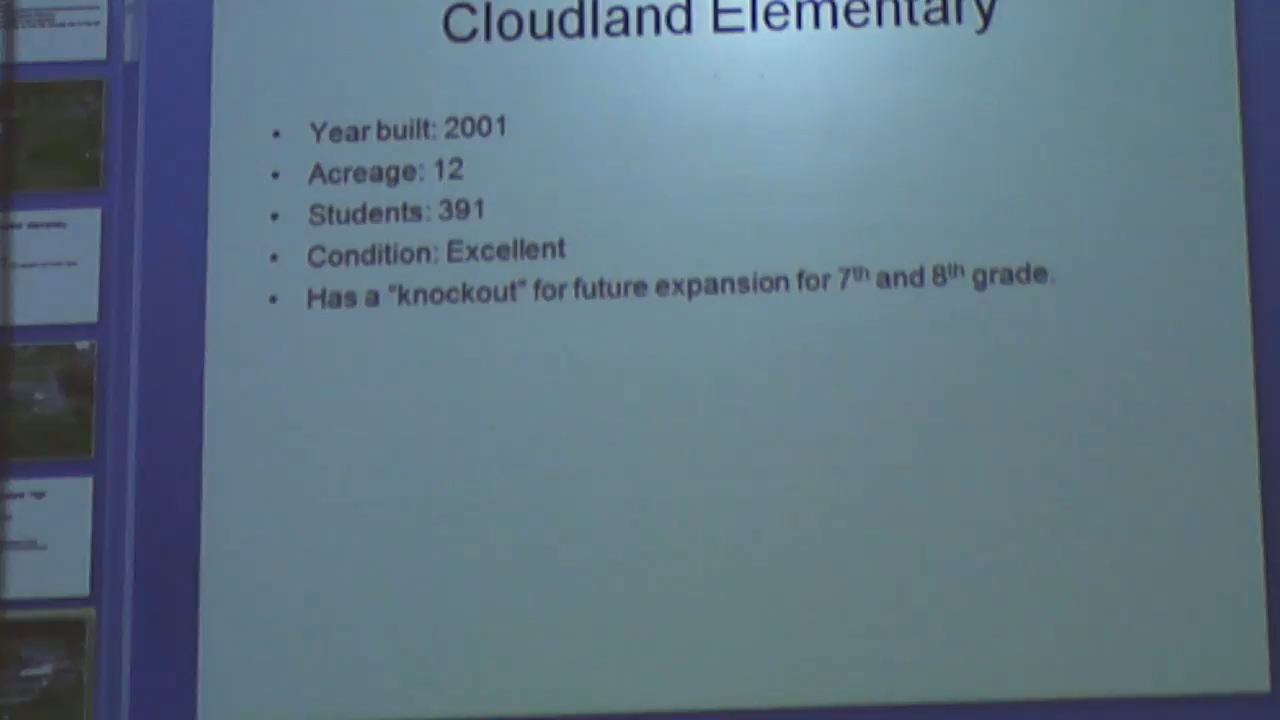 Cloudland Elementary
• Year built: 2001
• Acreage: 12
• Students: 391
• Condition: Excellent
• Has a "knockout" for future expansion for 7th and 8th grade.